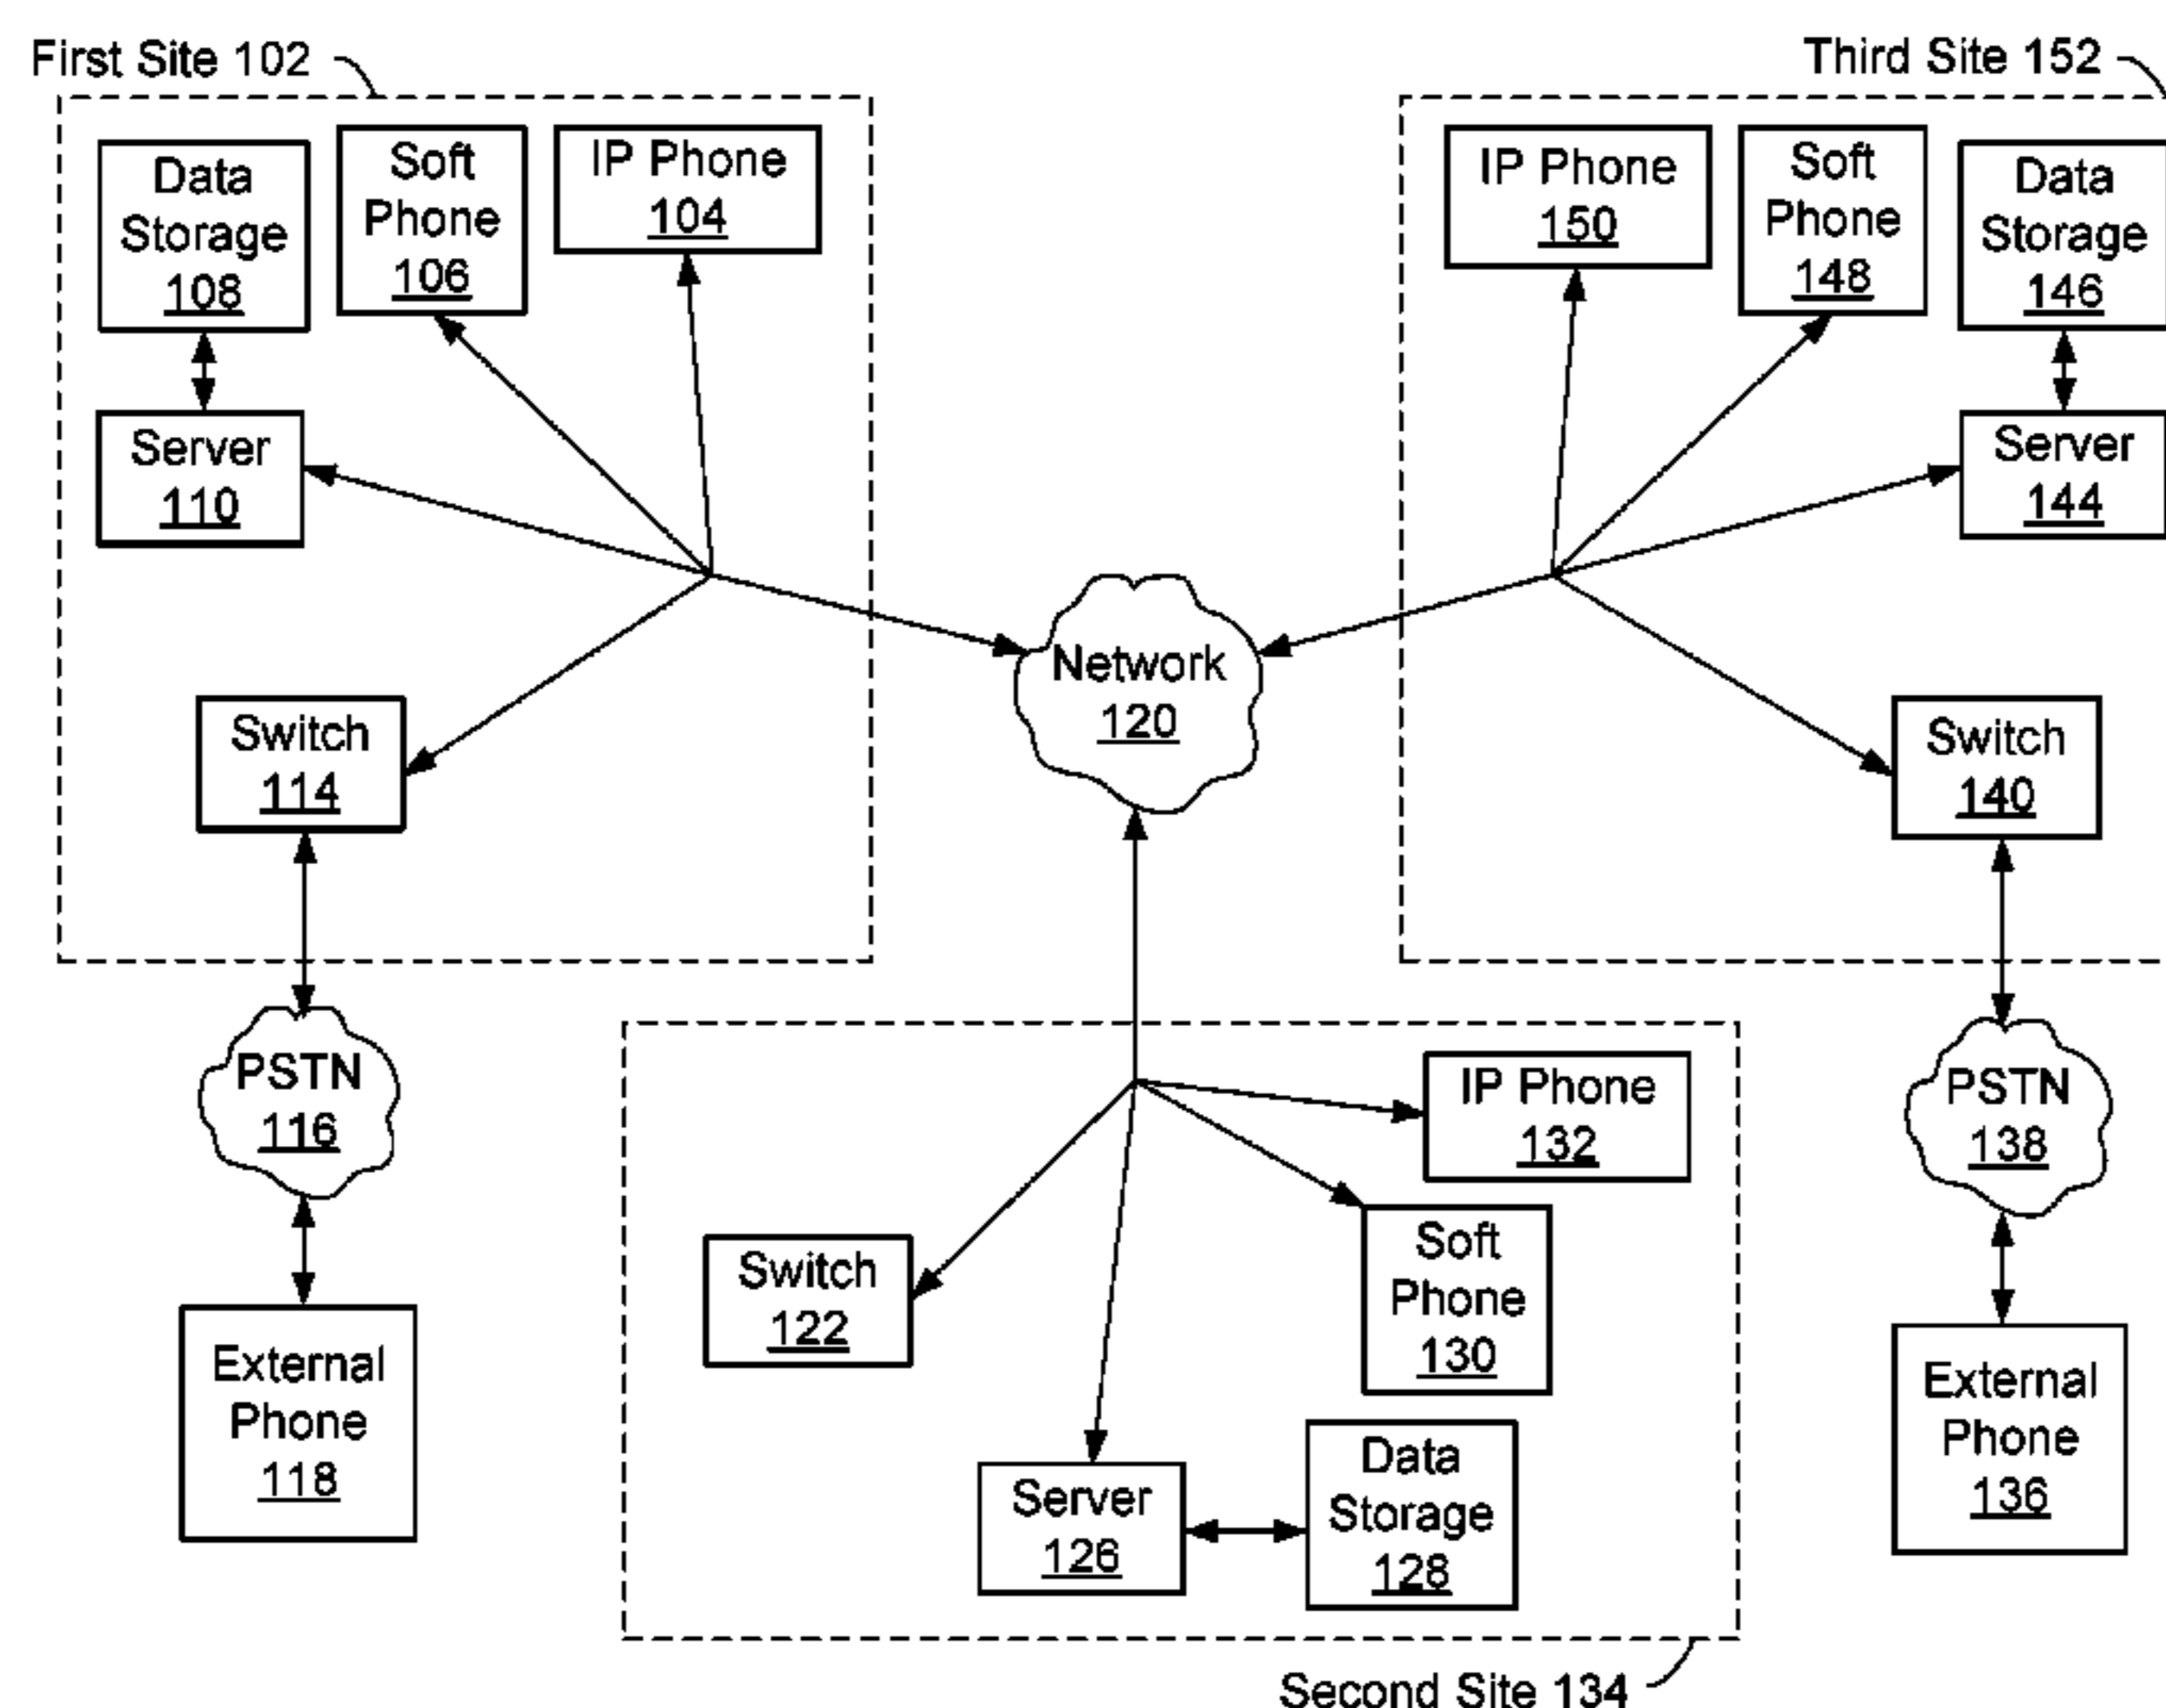 First Site 102
Third Site 152
Data
Storage
108
Soft
Phone
106
IP Phone
104
IP Phone
150
Soft
Phone
148
Data
Storage
146
Server
110
Server
144
Network
120
Switch
114
Switch
140
PSTN
116
IP Phone
132
PSTN
138
Switch
122
Soft
Phone
130
External
Phone
118
External
Phone
136
Server
126
Data
Storage
128
Second Site 134